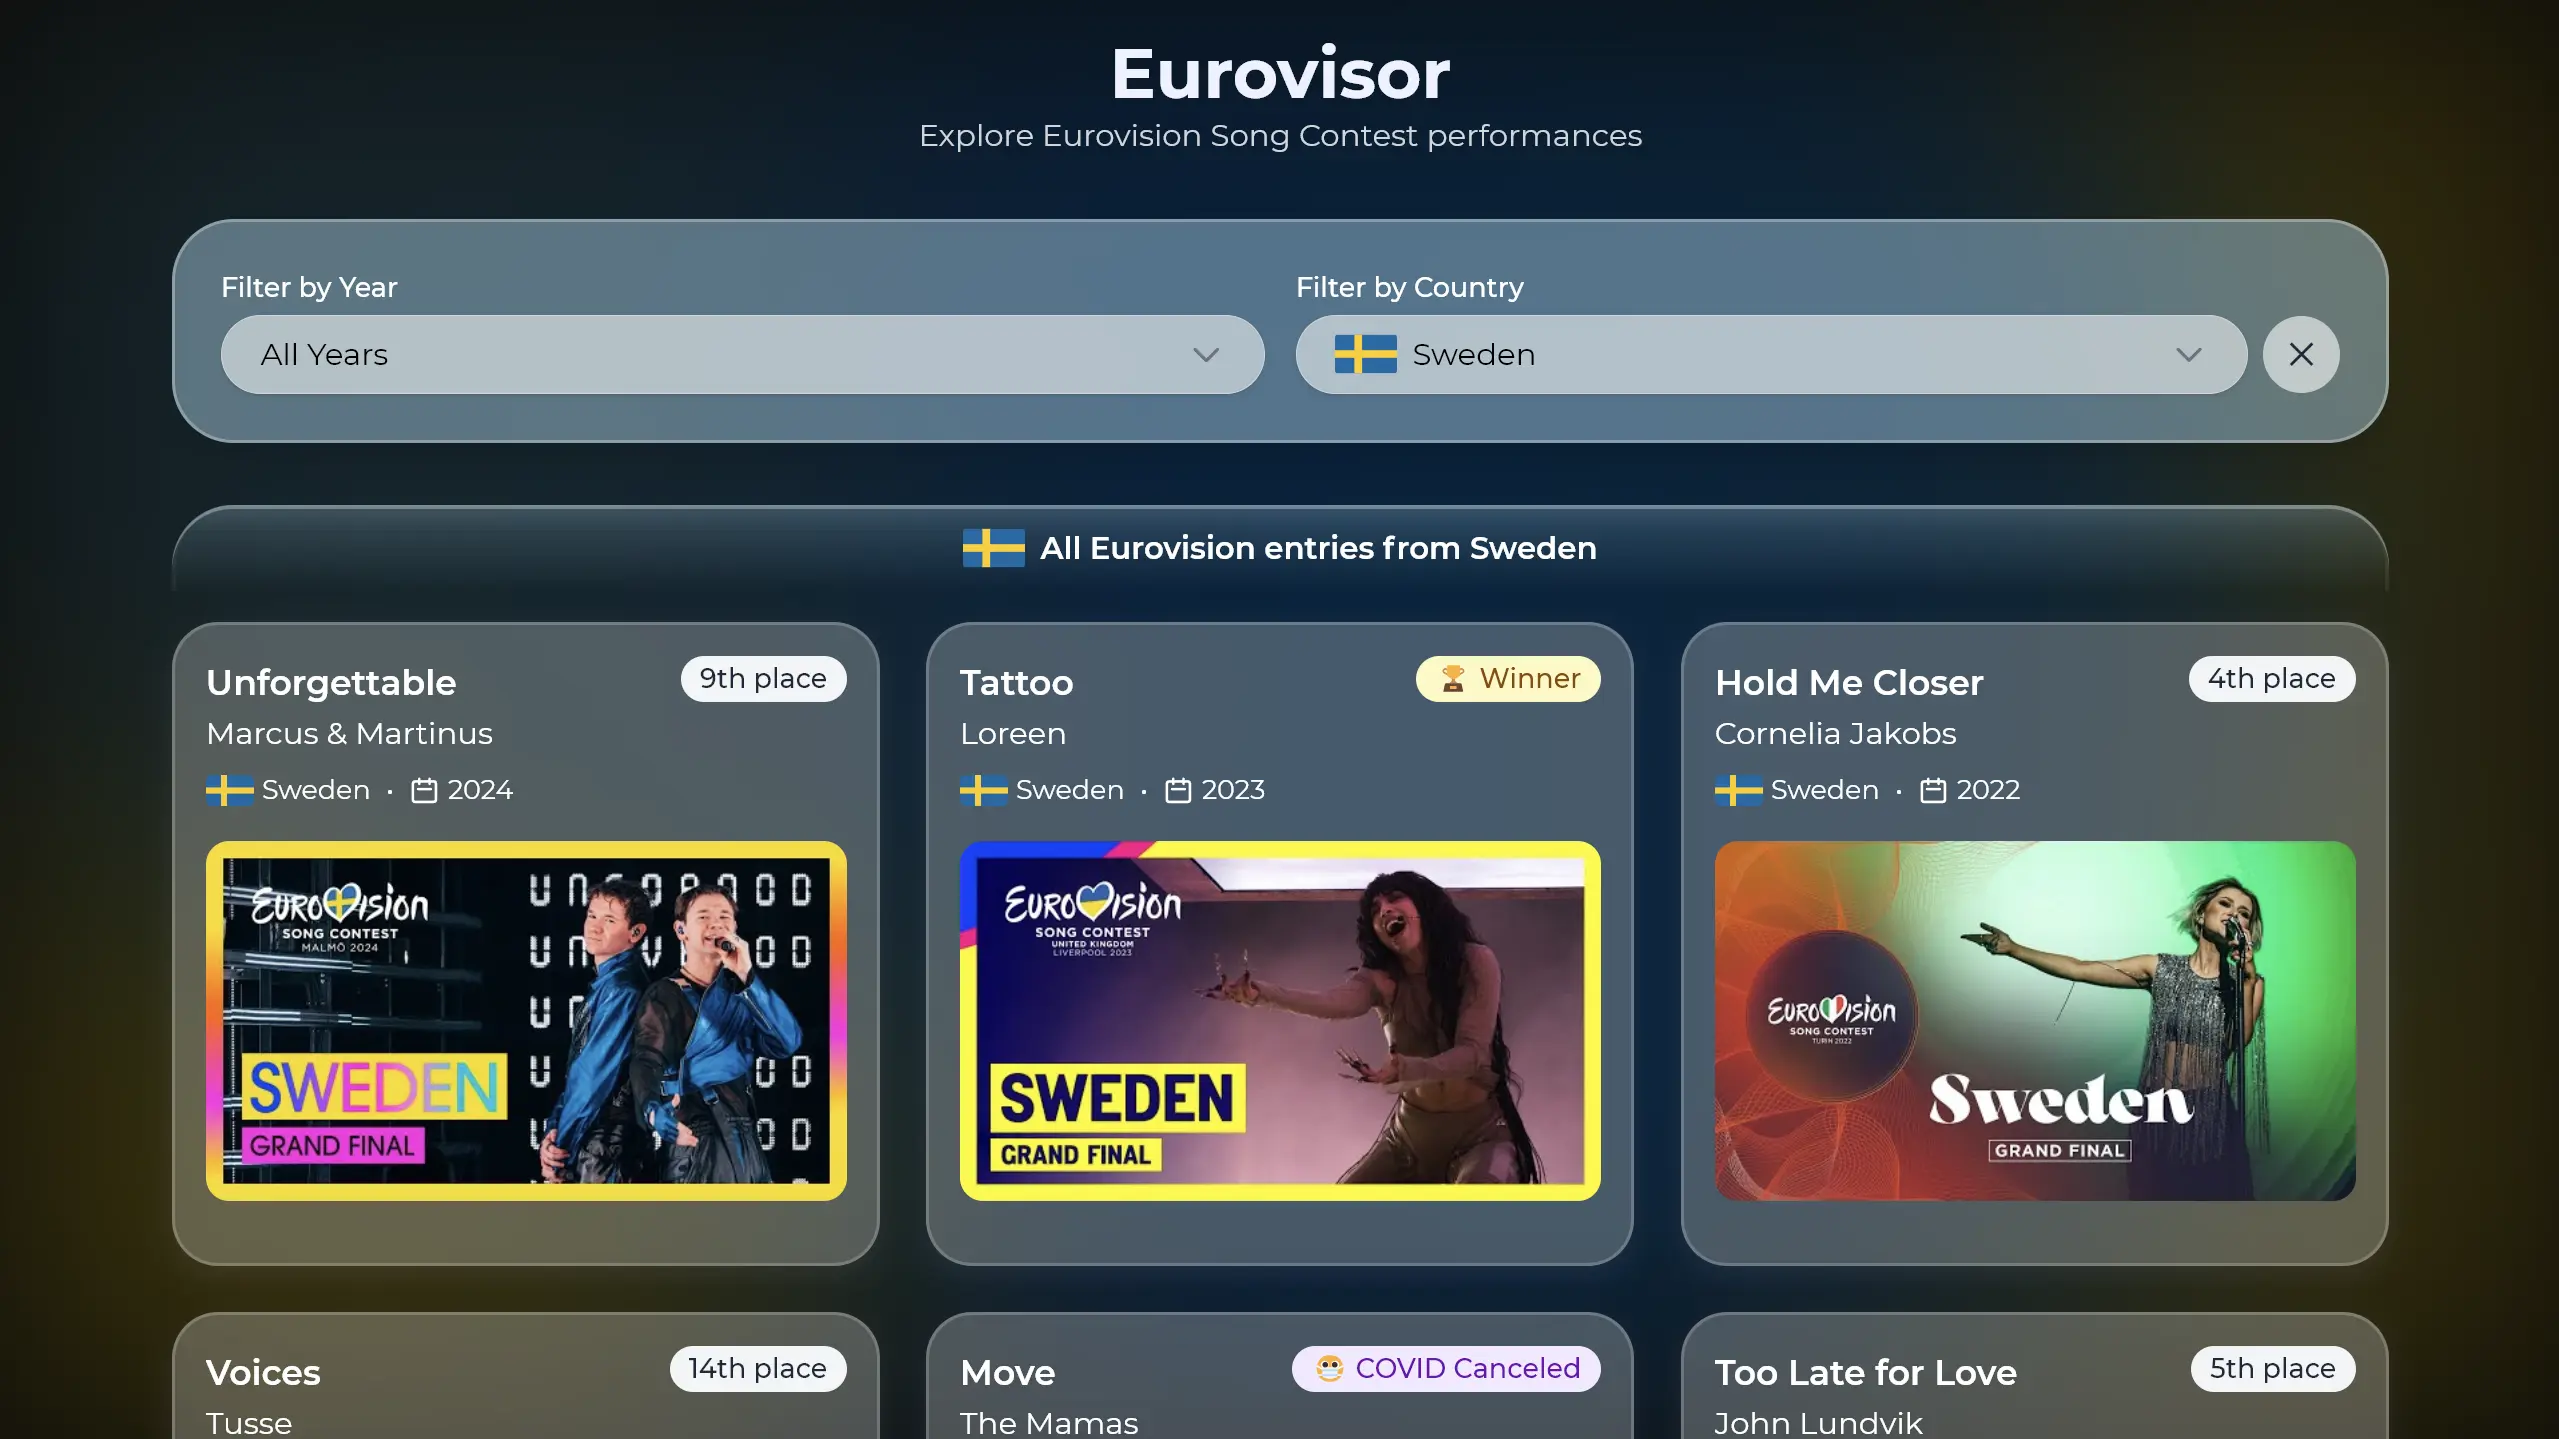 Eurovisor
Explore Eurovision Song Contest performances
Filter by Year
All Years
Filter by Country
Sweden
All Eurovision entries from Sweden
Unforgettable
9th place
Marcus & Martinus
Sweden · 2024
EUROVISION
SONG CONTEST
MALMÖ 2024
SWEDEN
GRAND FINAL
Tattoo
🏆 Winner
Loreen
Sweden · 2023
EUROVISION
SONG CONTEST
UNITED KINGDOM
LIVERPOOL 2023
SWEDEN
GRAND FINAL
Hold Me Closer
4th place
Cornelia Jakobs
Sweden · 2022
EUROVISION
SONG CONTEST
TURIN 2022
Sweden
GRAND FINAL
Voices
14th place
Tusse
Move
😷 COVID Canceled
The Mamas
Too Late for Love
5th place
John Lundvik